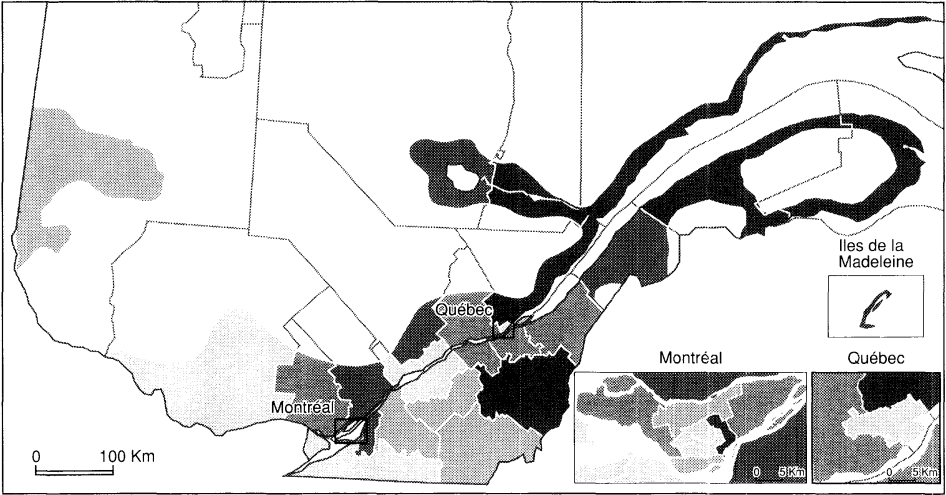 Iles de la
Madeleine
Québec
Montréal
Québec
Montréal
0 100 Km
0 5 Km
0 5 Km